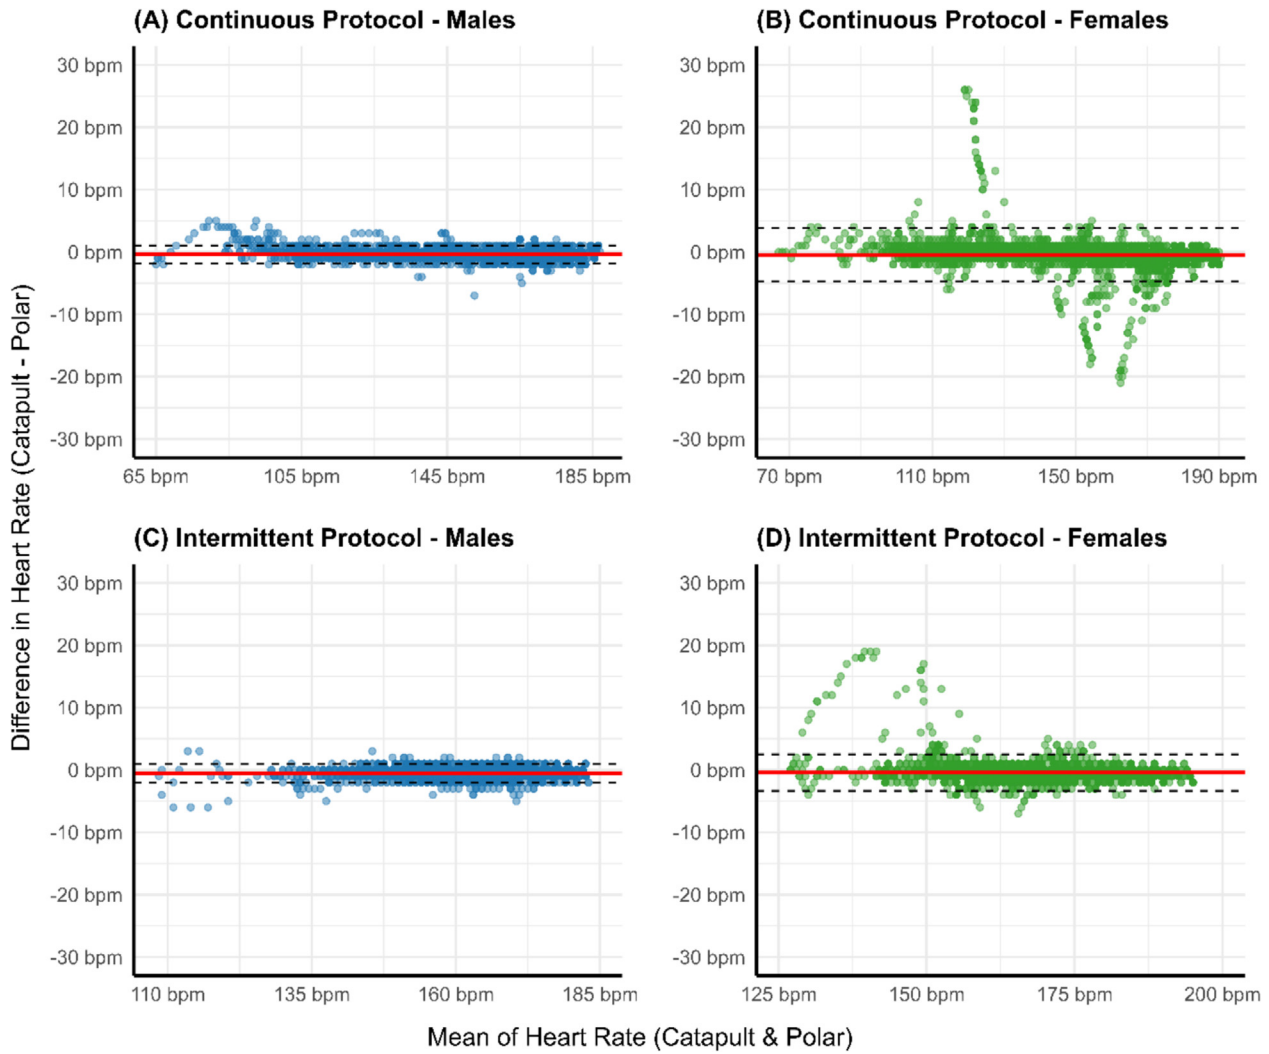 (A) Continuous Protocol - Males
30 bpm
20 bpm
10 bpm
0 bpm
-10 bpm
-20 bpm
-30 bpm
65 bpm 105 bpm 145 bpm 185 bpm
(B) Continuous Protocol - Females
30 bpm
20 bpm
10 bpm
0 bpm
-10 bpm
-20 bpm
-30 bpm
70 bpm 110 bpm 150 bpm 190 bpm
Difference in Heart Rate (Catapult - Polar)
(C) Intermittent Protocol - Males
30 bpm
20 bpm
10 bpm
0 bpm
-10 bpm
-20 bpm
-30 bpm
110 bpm 135 bpm 160 bpm 185 bpm
(D) Intermittent Protocol - Females
30 bpm
20 bpm
10 bpm
0 bpm
-10 bpm
-20 bpm
-30 bpm
125 bpm 150 bpm 175 bpm 200 bpm
Mean of Heart Rate (Catapult & Polar)